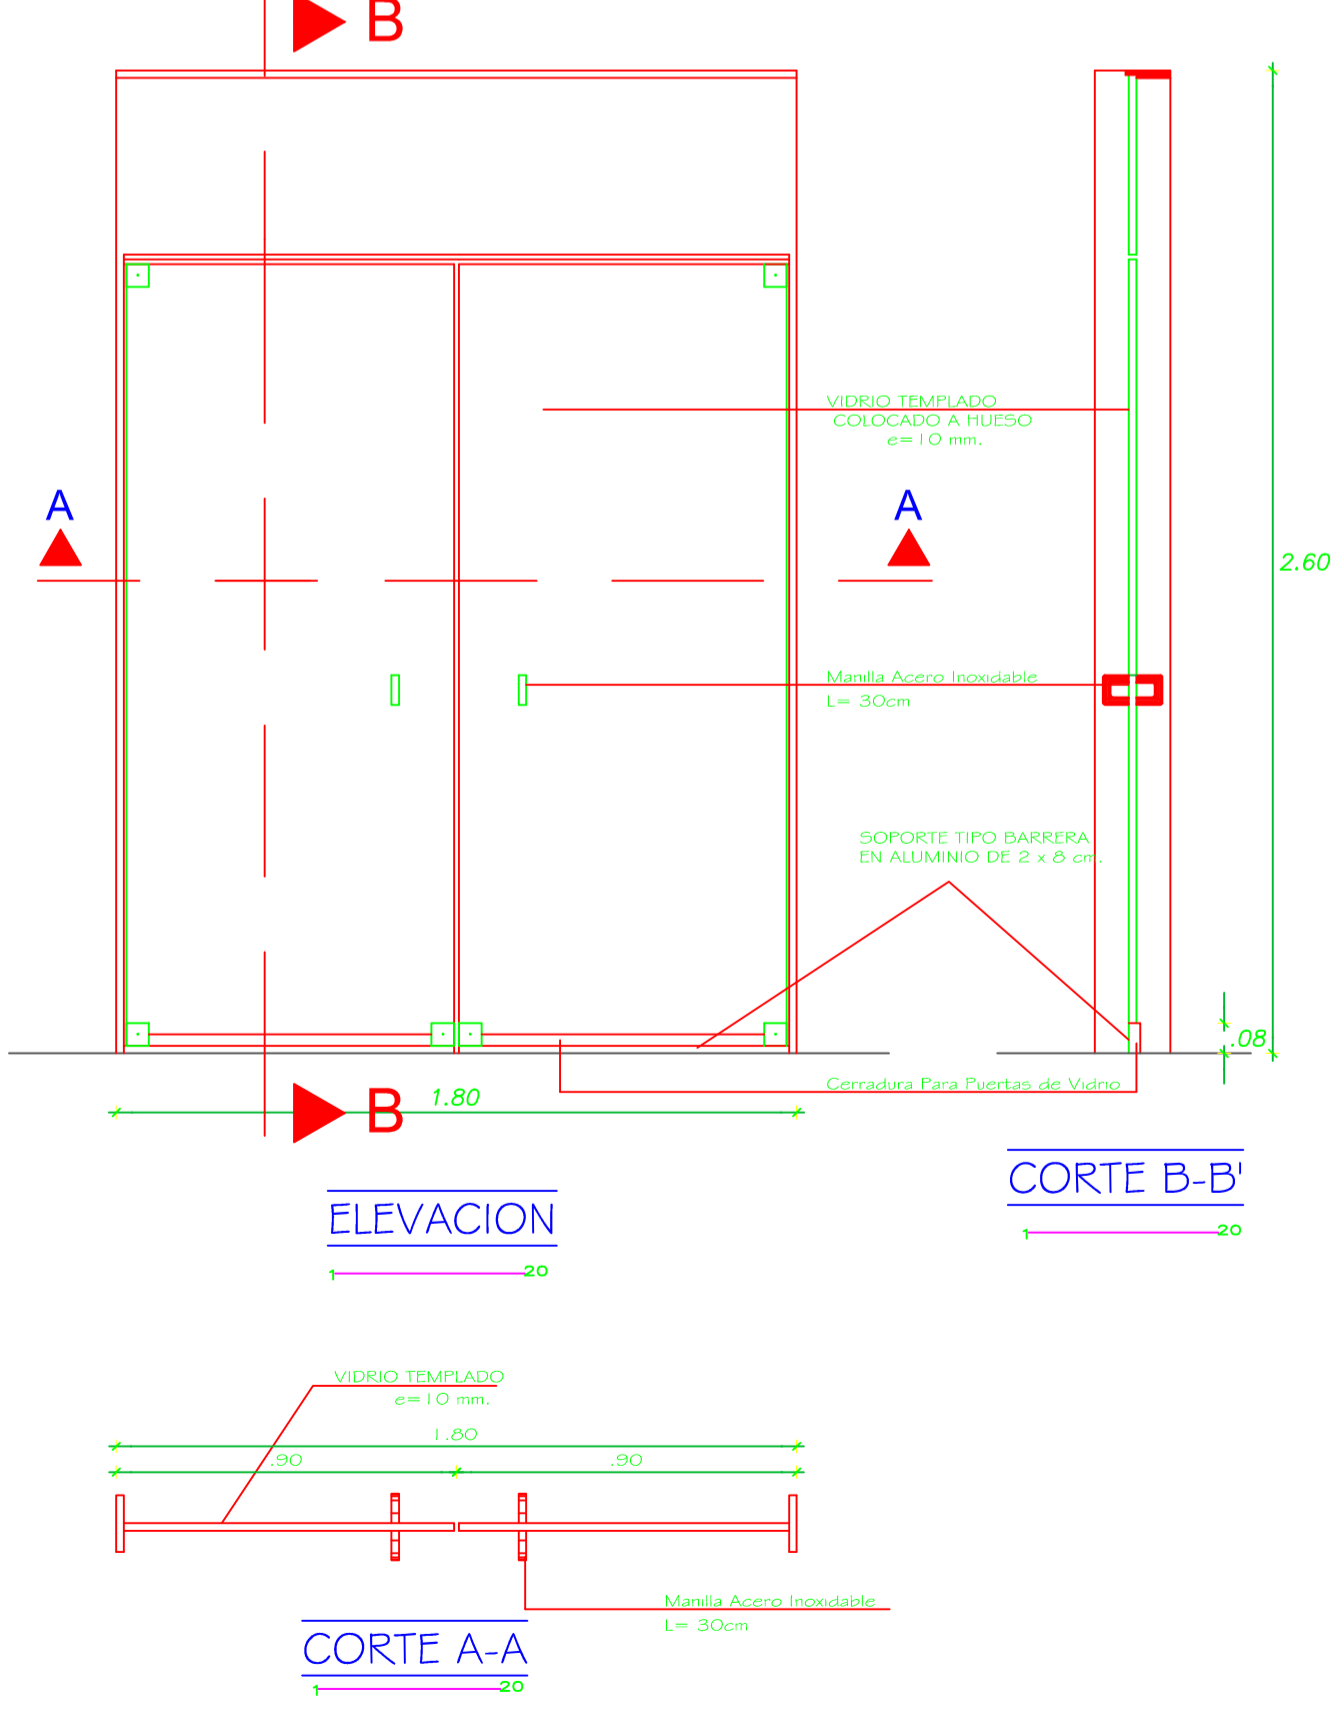 B
VIDRIO TEMPLADO
COLOCADO A HUESO
e=10 mm.
A
A
2.60
Manilla Acero Inoxidable
L= 30cm
SOPORTE TIPO BARRERA
EN ALUMINIO DE 2 x 8 cm.
.08
Cerradura Para Puertas de Vidrio
1.80
B
CORTE B-B'
1 20
ELEVACION
1 20
VIDRIO TEMPLADO
e=10 mm.
1.80
.90 .90
Manilla Acero Inoxidable
L= 30cm
CORTE A-A
1 20